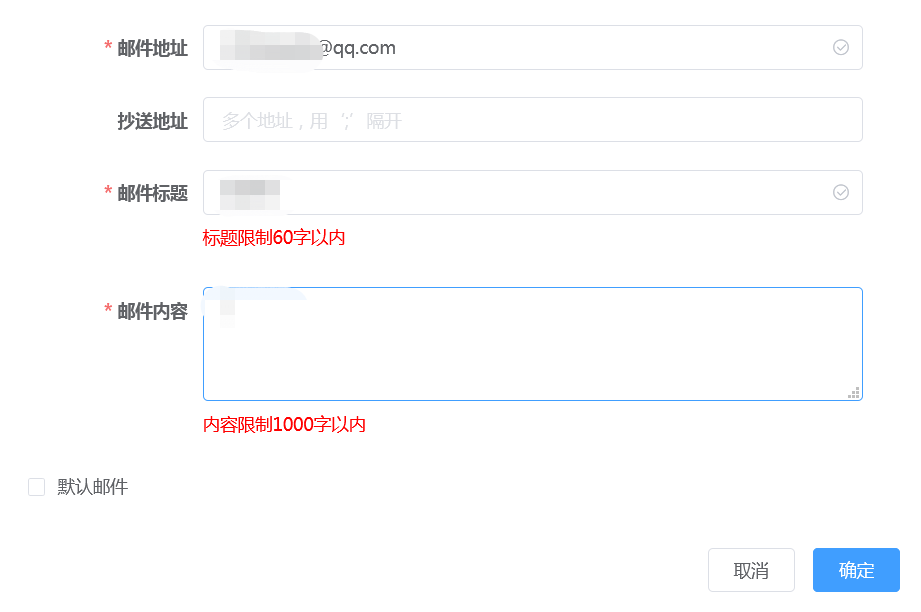 * 邮件地址 @qq.com
抄送地址 多个地址，用 ‘;’ 隔开
* 邮件标题
标题限制60字以内
* 邮件内容
内容限制1000字以内
默认邮件
取消 确定